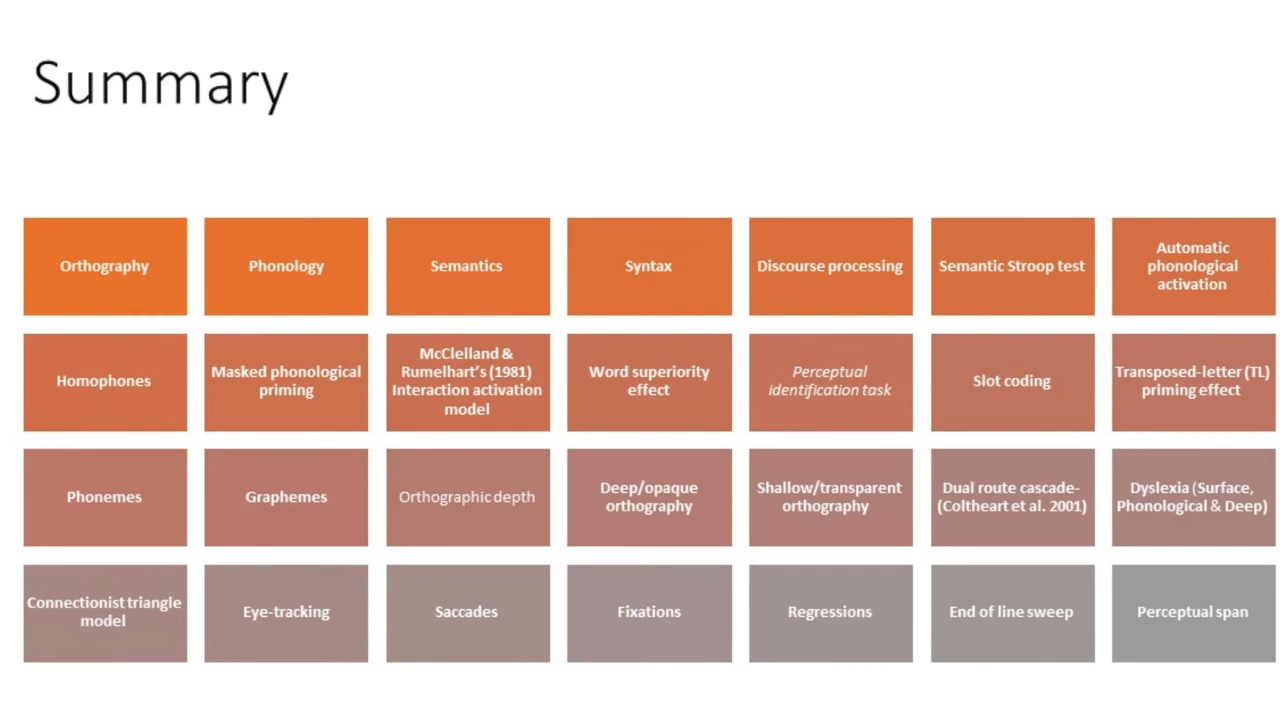 Summary
Orthography
Phonology
Semantics
Syntax
Discourse processing
Semantic Stroop test
Automatic
phonological
activation
Homophones
Masked phonological
priming
McClelland &
Rumelhart's (1981)
Interaction activation
model
Word superiority
effect
Perceptual
identification task
Slot coding
Transposed-letter (TL)
priming effect
Phonemes
Graphemes
Orthographic depth
Deep/opaque
orthography
Shallow/transparent
orthography
Dual route cascade-
(Coltheart et al. 2001)
Dyslexia (Surface,
Phonological & Deep)
Connectionist triangle
model
Eye-tracking
Saccades
Fixations
Regressions
End of line sweep
Perceptual span